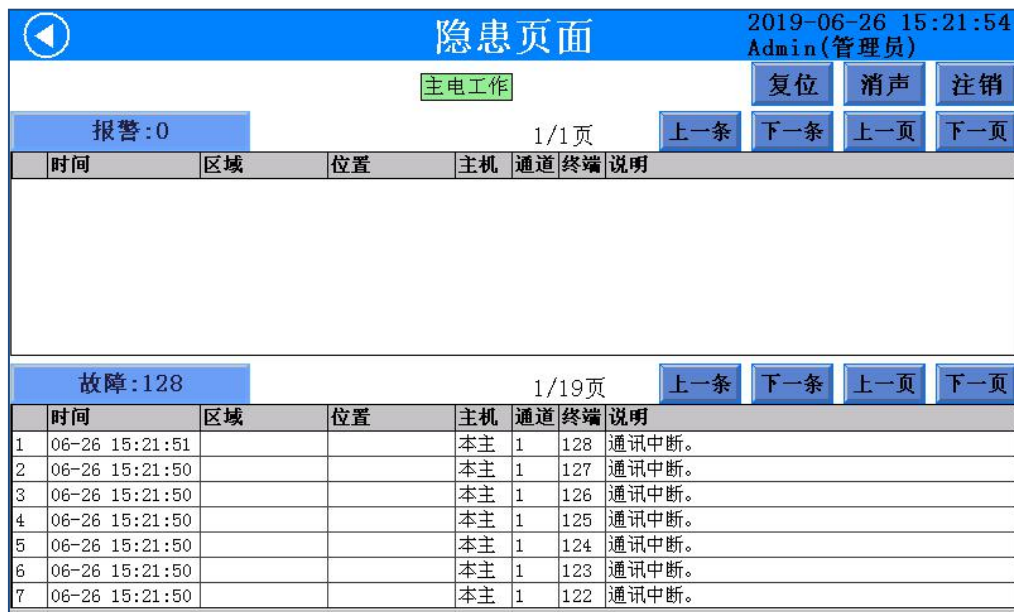 隐患页面 2019-06-26 15:21:54
Admin(管理员)
主电工作 复位 消声 注销
报警:0 1/1页 上一条 下一条 上一页 下一页
时间 区域 位置 主机 通道 终端 说明
故障:128 1/19页 上一条 下一条 上一页 下一页
时间 区域 位置 主机 通道 终端 说明
1 06-26 15:21:51 本主 1 128 通讯中断。
2 06-26 15:21:50 本主 1 127 通讯中断。
3 06-26 15:21:50 本主 1 126 通讯中断。
4 06-26 15:21:50 本主 1 125 通讯中断。
5 06-26 15:21:50 本主 1 124 通讯中断。
6 06-26 15:21:50 本主 1 123 通讯中断。
7 06-26 15:21:50 本主 1 122 通讯中断。